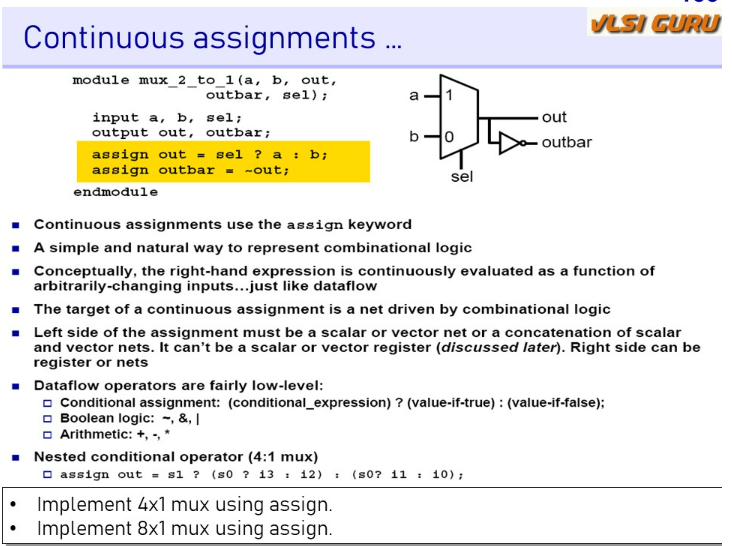 VLSI GURU
Continuous assignments ...
module mux_2_to_1(a, b, out,
outbar, sel);
input a, b, sel;
output out, outbar;
assign out = sel ? a : b;
assign outbar = ~out;
endmodule
a 1
b 0
out
outbar
sel
Continuous assignments use the assign keyword
A simple and natural way to represent combinational logic
Conceptually, the right-hand expression is continuously evaluated as a function of
arbitrarily-changing inputs...just like dataflow
The target of a continuous assignment is a net driven by combinational logic
Left side of the assignment must be a scalar or vector net or a concatenation of scalar
and vector nets. It can't be a scalar or vector register (discussed later). Right side can be
register or nets
Dataflow operators are fairly low-level:
Conditional assignment: (conditional_expression) ? (value-if-true) : (value-if-false);
Boolean logic: ~, &, |
Arithmetic: +, -, *
Nested conditional operator (4:1 mux)
assign out = s1 ? (s0 ? i3 : i2) : (s0? i1 : i0);
• Implement 4x1 mux using assign.
• Implement 8x1 mux using assign.